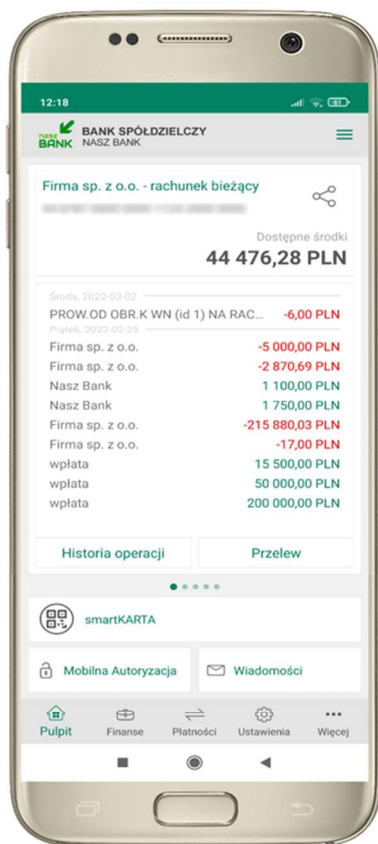 12:18
61
nasz BANK
BANK SPÓŁDZIELCZY
NASZ BANK
Firma sp. z o.o. - rachunek bieżący
Dostępne środki
44 476,28 PLN
Środa, 2022-03-02
PROW.OD OBR.K WN (id 1) NA RAC... -6,00 PLN
Piątek, 2022-02-25
Firma sp. z o.o. -5 000,00 PLN
Firma sp. z o.o. -2 870,69 PLN
Nasz Bank 1 100,00 PLN
Nasz Bank 1 750,00 PLN
Firma sp. z o.o. -215 880,03 PLN
Firma sp. z o.o. -17,00 PLN
wpłata 15 500,00 PLN
wpłata 50 000,00 PLN
wpłata 200 000,00 PLN
Historia operacji Przelew
smartKARTA
Mobilna Autoryzacja Wiadomości
Pulpit Finanse Płatności Ustawienia Więcej